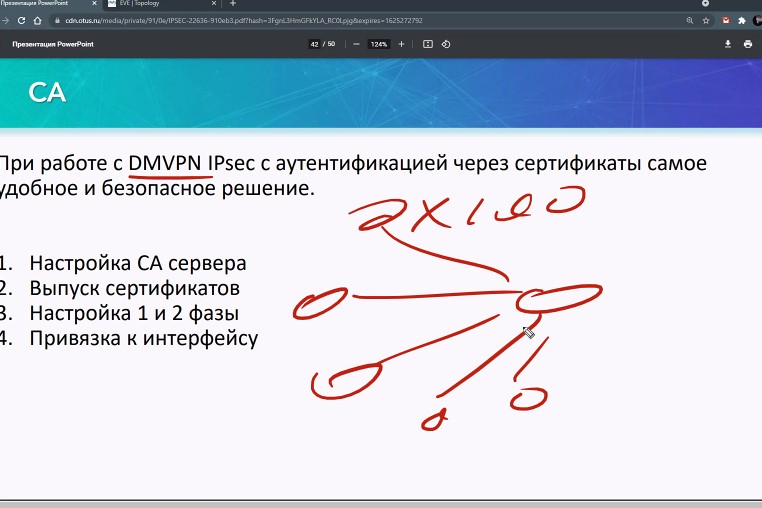 Презентация PowerPoint
EVE | Topology
cdn.otus.ru/media/private/91/0e/IPSEC-22636-910eb3.pdf?hash=3FgnL3HmGFkYLA_RC0Lpjg&expires=1625272792
Презентация PowerPoint
42 / 50
124%
CA
При работе с DMVPN IPsec с аутентификацией через сертификаты самое
удобное и безопасное решение.
1. Настройка CA сервера
2. Выпуск сертификатов
3. Настройка 1 и 2 фазы
4. Привязка к интерфейсу